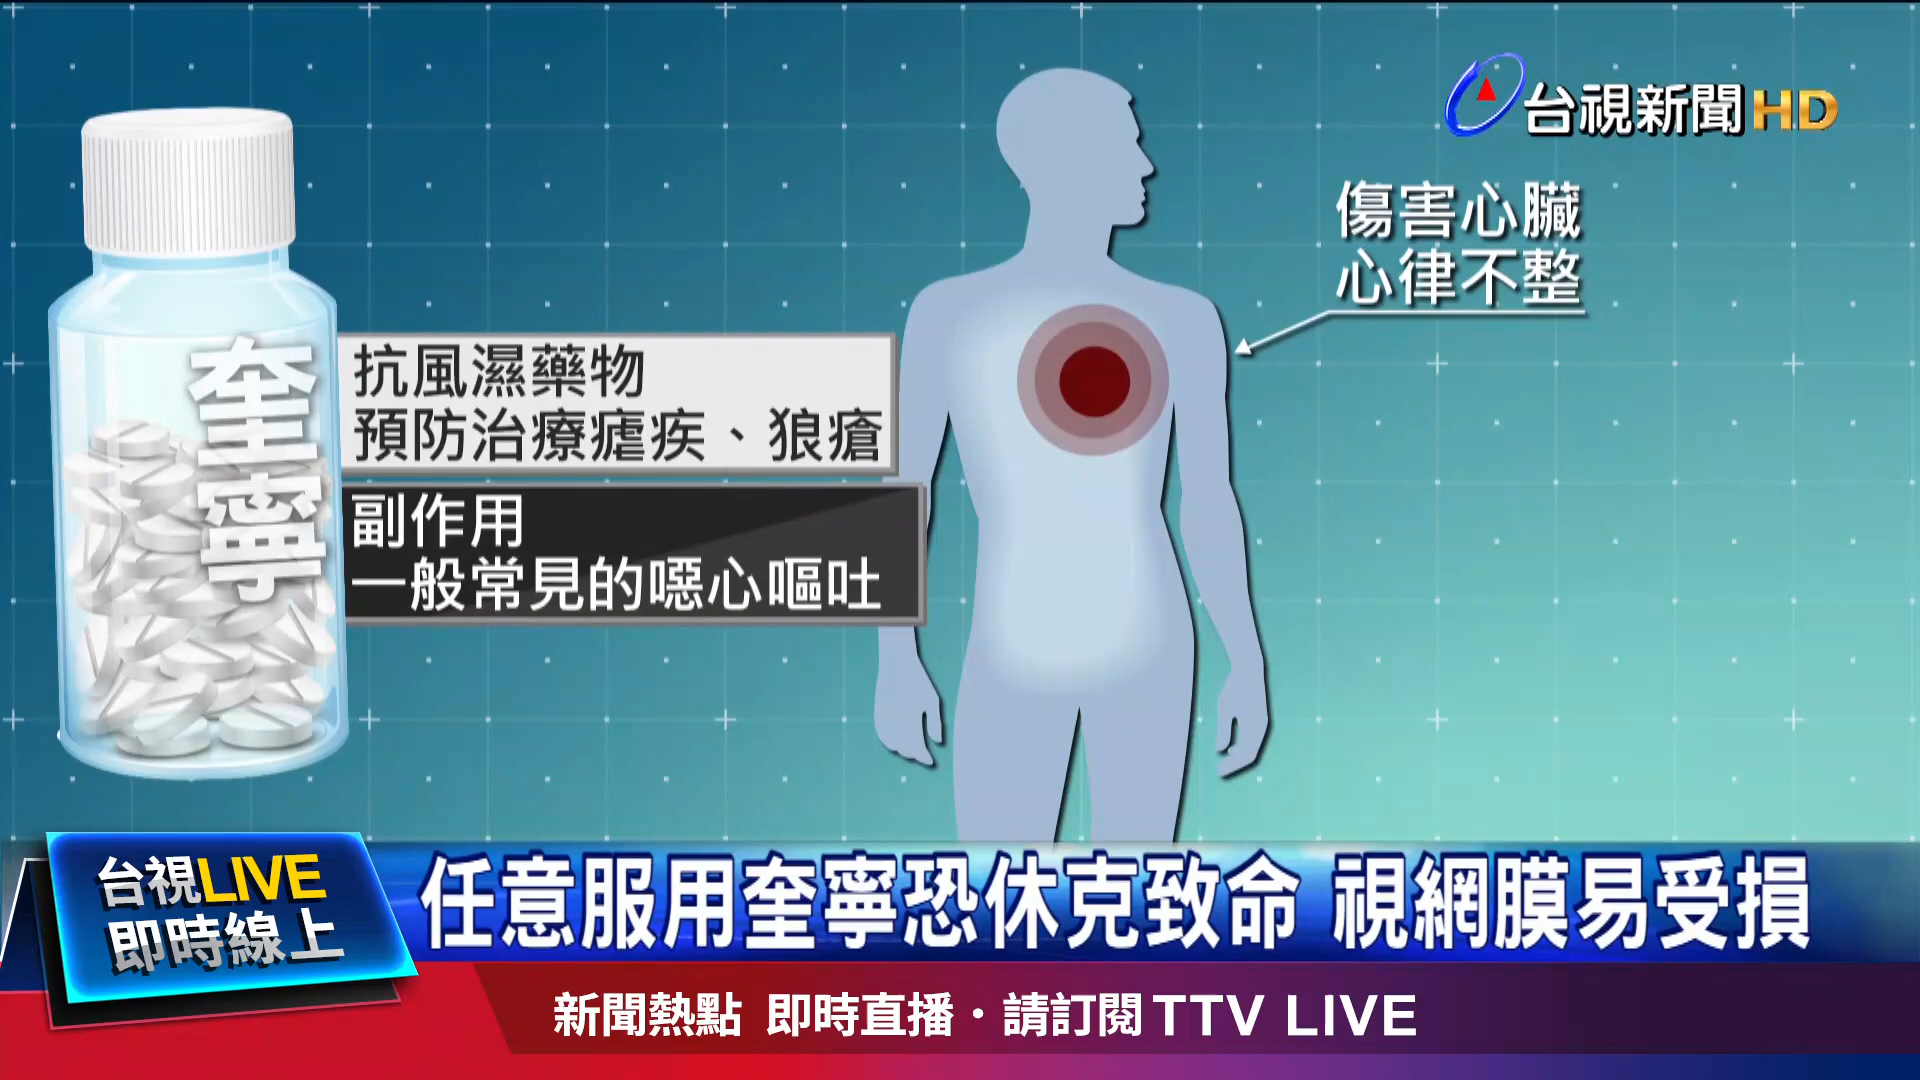 台視新聞HD
傷害心臟
心律不整
奎寧
抗風濕藥物
預防治療瘧疾、狼瘡
副作用
一般常見的噁心嘔吐
台視LIVE
即時線上
任意服用奎寧恐休克致命 視網膜易受損
新聞熱點 即時直播・請訂閱TTV LIVE